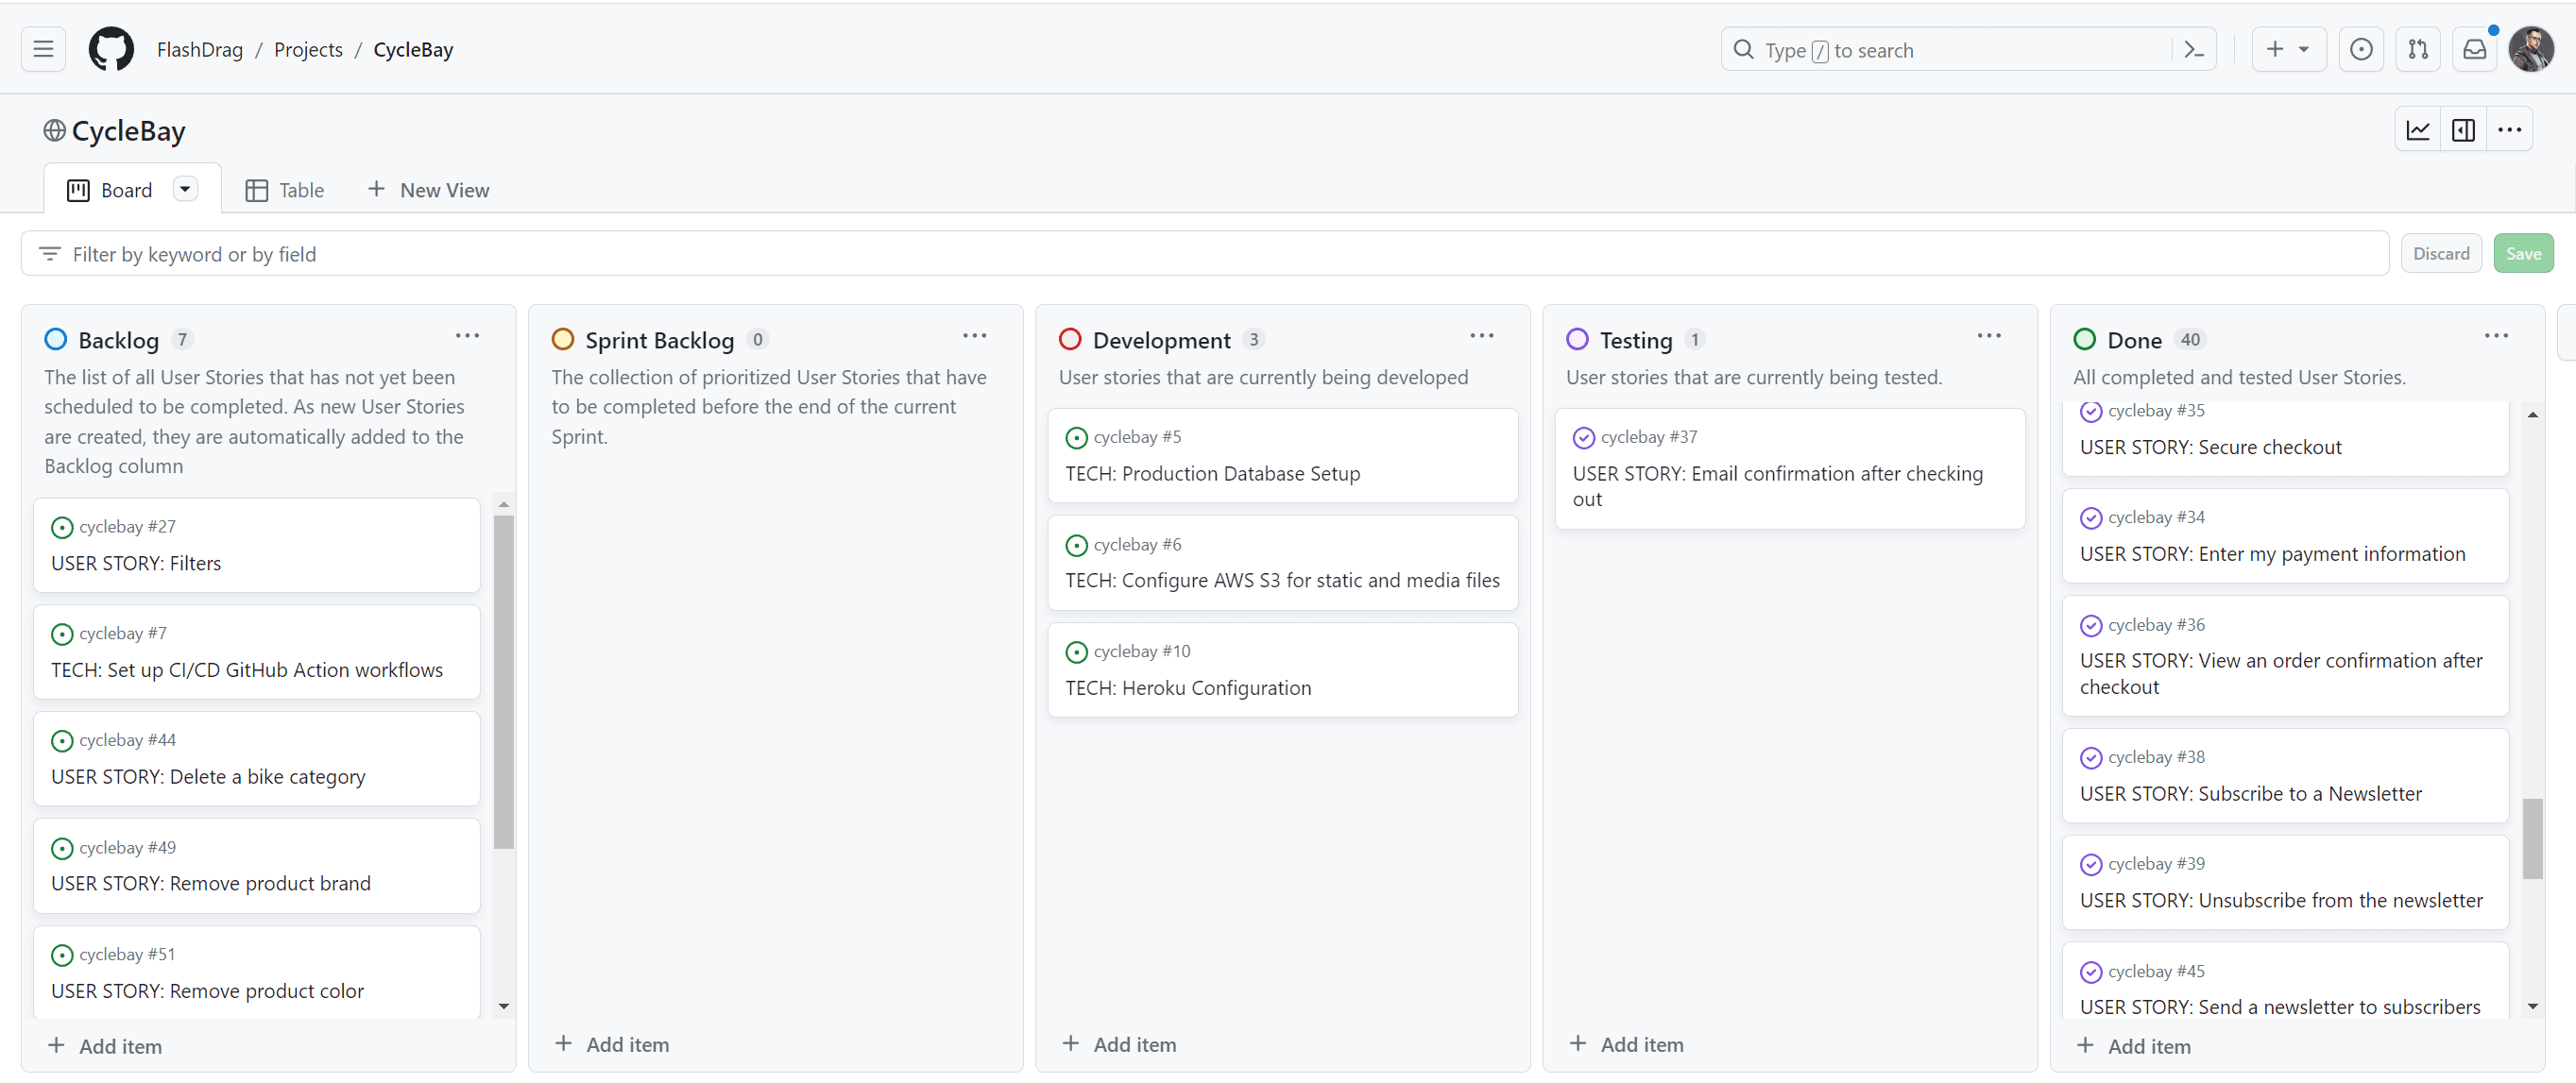 FlashDrag / Projects / CycleBay
Type / to search
CycleBay
Board
Table
New View
Filter by keyword or by field
Discard
Save
Backlog 7
The list of all User Stories that has not yet been
scheduled to be completed. As new User Stories
are created, they are automatically added to the
Backlog column
cyclebay #27
USER STORY: Filters
cyclebay #7
TECH: Set up CI/CD GitHub Action workflows
cyclebay #44
USER STORY: Delete a bike category
cyclebay #49
USER STORY: Remove product brand
cyclebay #51
USER STORY: Remove product color
Add item
Sprint Backlog 0
The collection of prioritized User Stories that have
to be completed before the end of the current
Sprint.
Add item
Development 3
User stories that are currently being developed
cyclebay #5
TECH: Production Database Setup
cyclebay #6
TECH: Configure AWS S3 for static and media files
cyclebay #10
TECH: Heroku Configuration
Add item
Testing 1
User stories that are currently being tested.
cyclebay #37
USER STORY: Email confirmation after checking
out
Add item
Done 40
All completed and tested User Stories.
cyclebay #35
USER STORY: Secure checkout
cyclebay #34
USER STORY: Enter my payment information
cyclebay #36
USER STORY: View an order confirmation after
checkout
cyclebay #38
USER STORY: Subscribe to a Newsletter
cyclebay #39
USER STORY: Unsubscribe from the newsletter
cyclebay #45
USER STORY: Send a newsletter to subscribers
Add item